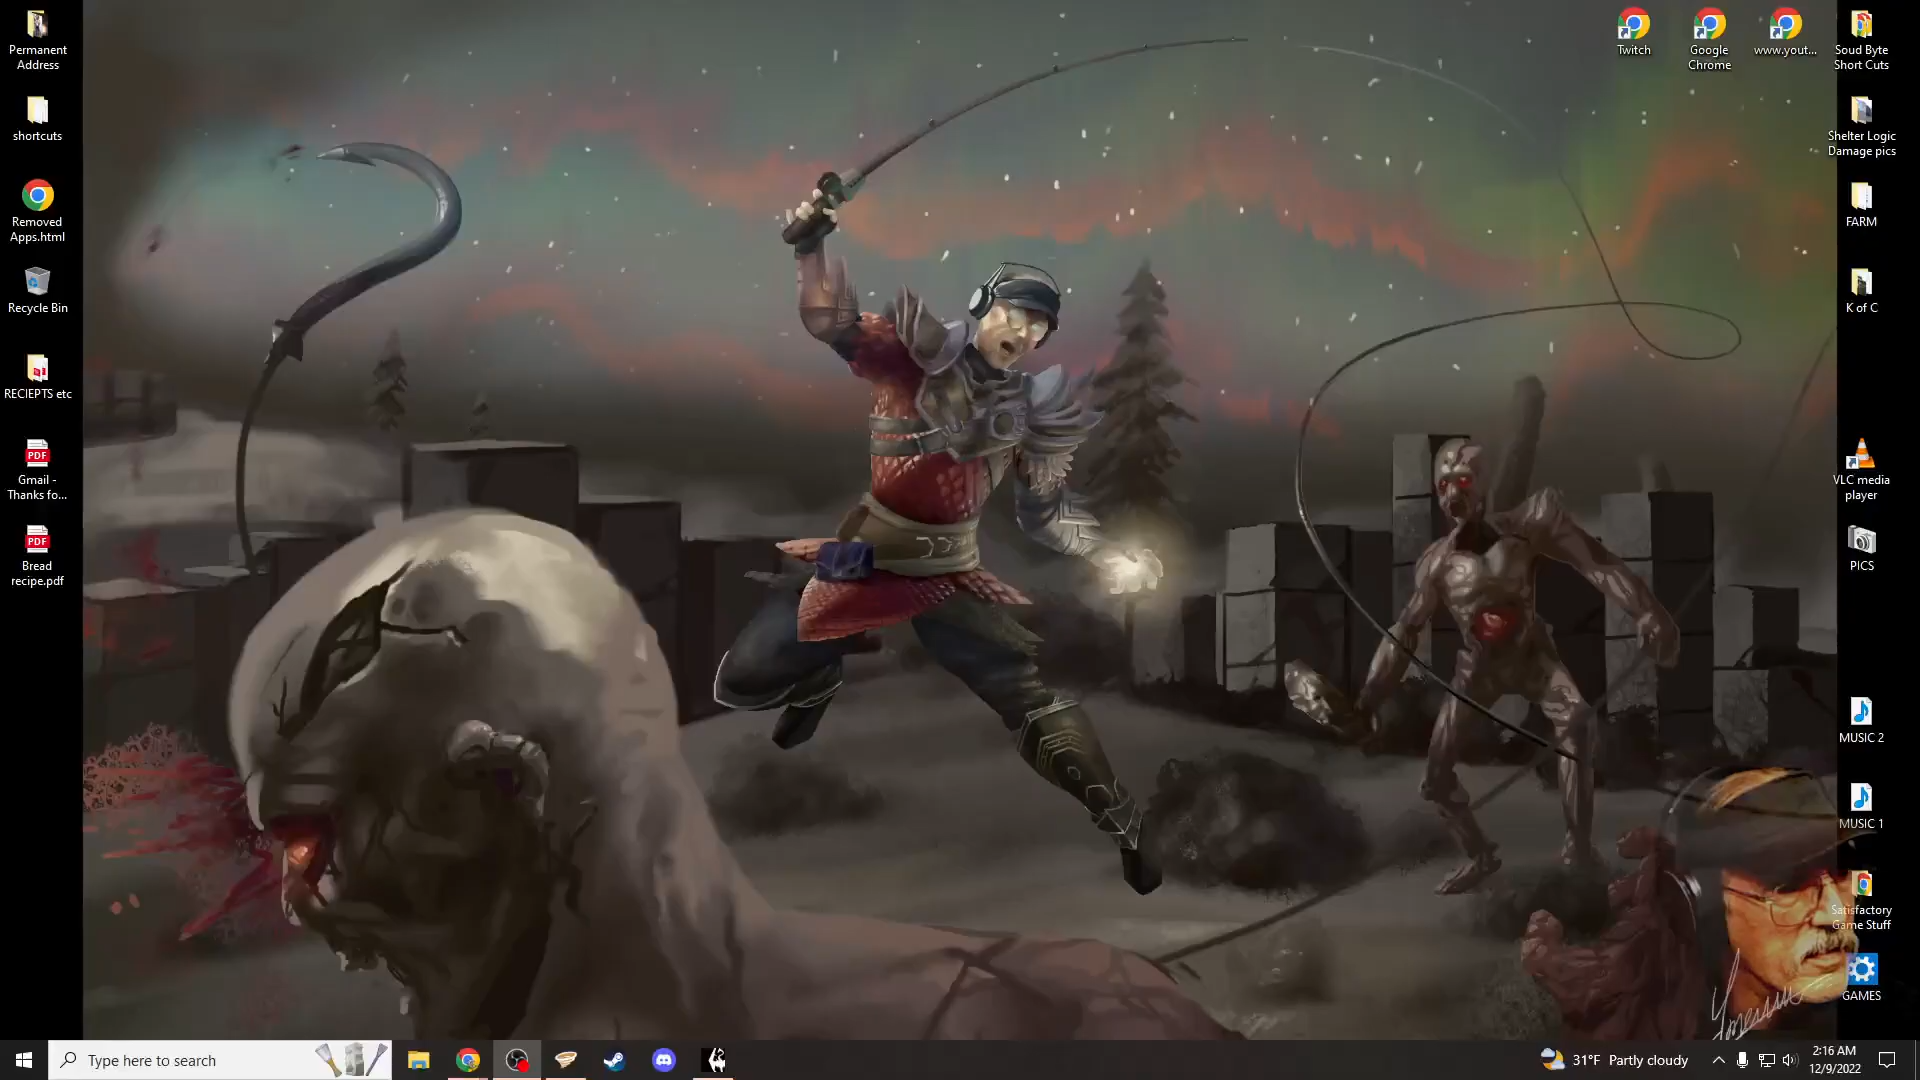 Permanent
Address
shortcuts
Removed
Apps.html
Recycle Bin
RECIEPTS etc
PDF
Gmail -
Thanks fo...
PDF
Bread
recipe.pdf
Twitch
Google
Chrome
www.yout...
Soud Byte
Short Cuts
Shelter Logic
Damage pics
FARM
K of C
VLC media
player
PICS
MUSIC 2
MUSIC 1
Satisfactory
Game Stuff
GAMES
Type here to search
31°F Partly cloudy
2:16 AM
12/9/2022